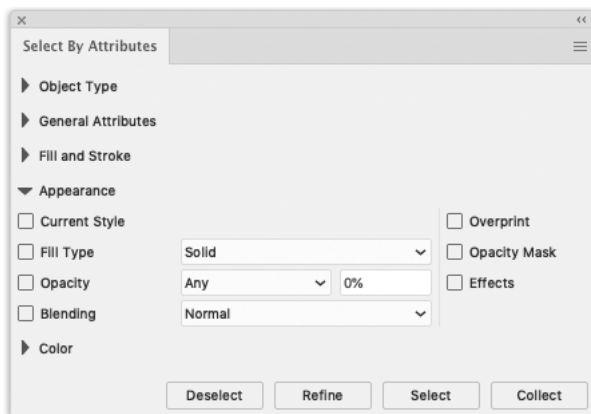 Select By Attributes
Object Type
General Attributes
Fill and Stroke
Appearance
Current Style Overprint
Fill Type Solid Opacity Mask
Opacity Any 0% Effects
Blending Normal
Color
Deselect Refine Select Collect